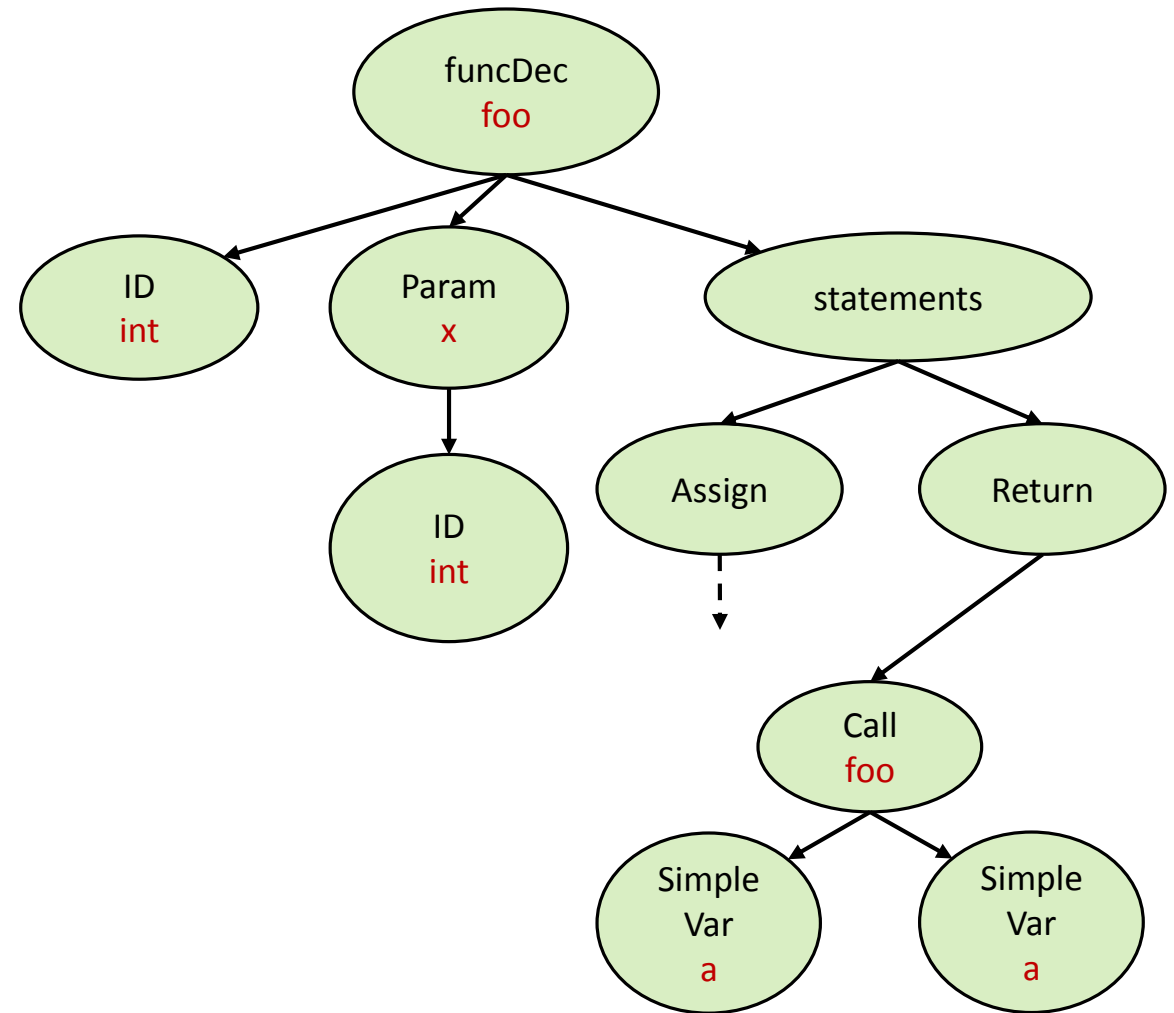 funcDec
foo
ID
int
Param
x
statements
ID
int
Assign
Return
Call
foo
Simple
Var
a
Simple
Var
a